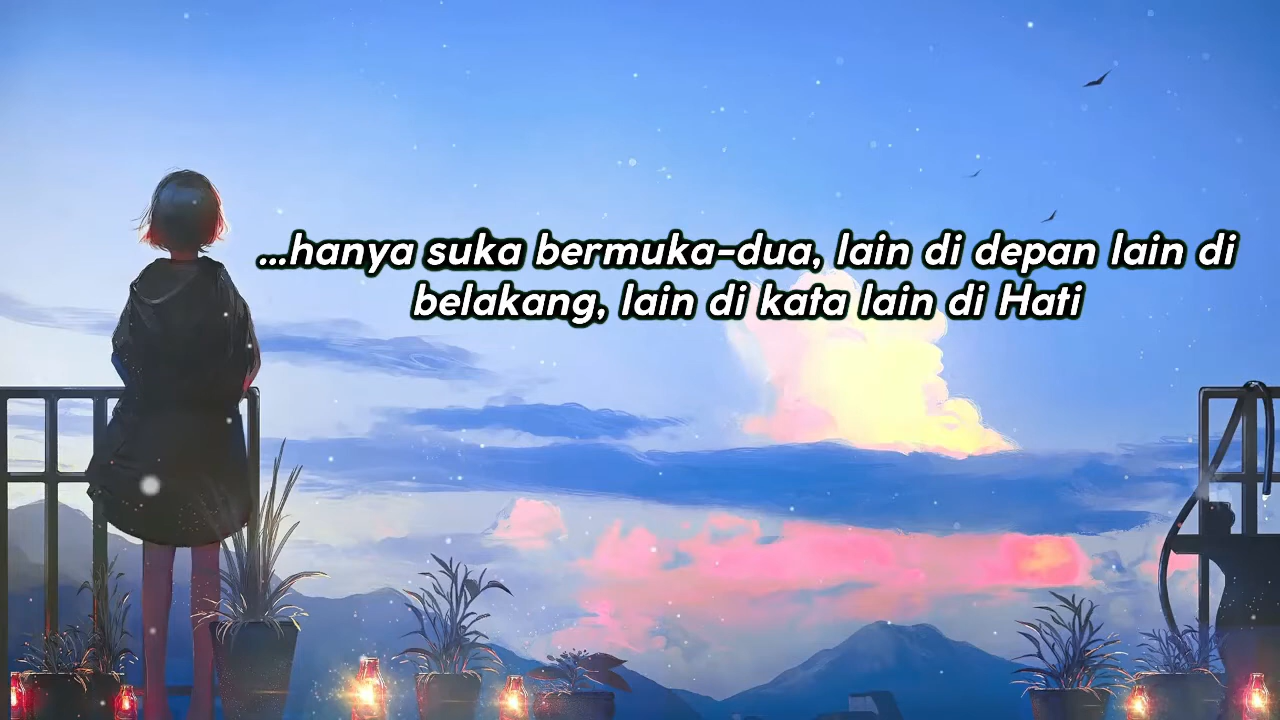 ...hanya suka bermuka-dua, lain di depan lain di
belakang, lain di kata lain di Hati